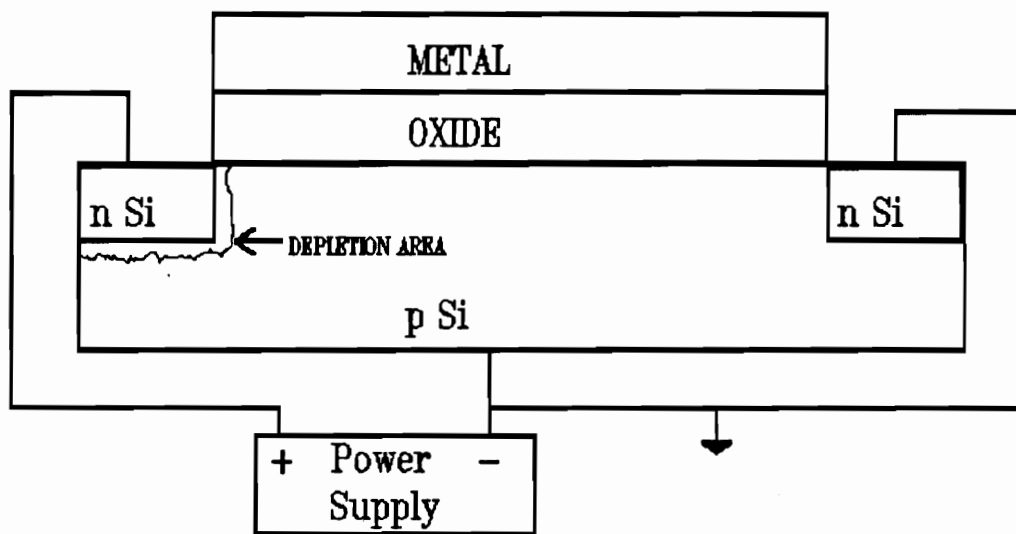 METAL
OXIDE
n Si
n Si
DEPLETION AREA
p Si
+ Power -
Supply